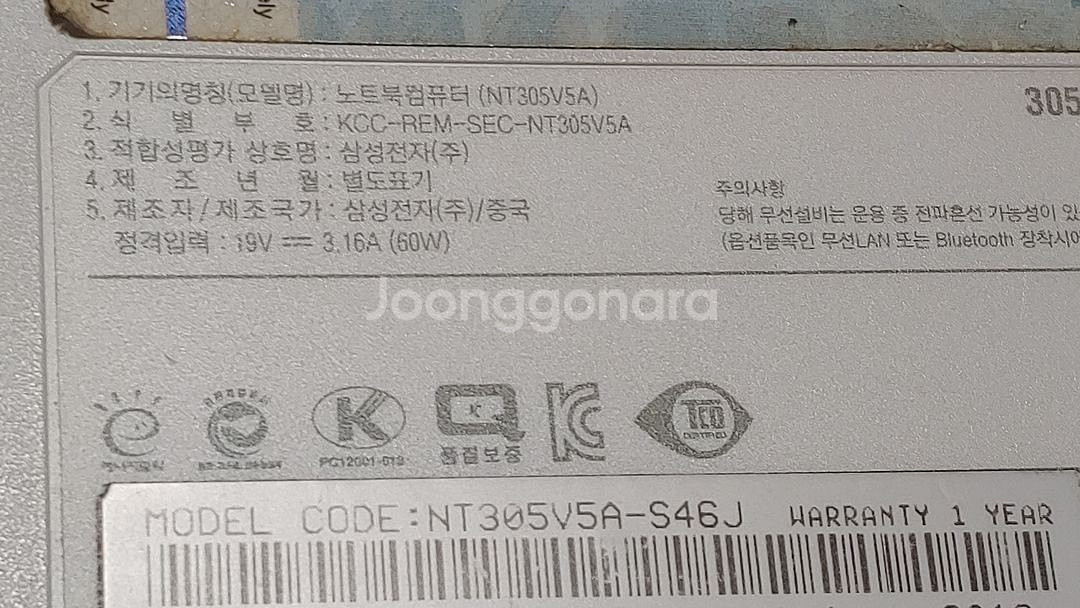 ly
ly
1. 기기의명칭(모델명) : 노트북컴퓨터 (NT305V5A)
305
2. 식 별 부 호 : KCC-REM-SEC-NT305V5A
3. 적합성평가 상호명 : 삼성전자(주)
4. 제 조 년 월 : 별도표기
주의사항
5. 제조자/제조국가 : 삼성전자(주)/중국
당해 무선설비는 운용 중 전파혼선 가능성이 있
정격입력 : 19V 3.16A (60W)
(옵션품목인 무선LAN 또는 Bluetooth 장착시에
Joonggonara
K
품질보증
TCO
CERTIFIED
MODEL CODE:NT305V5A-S46J WARRANTY 1 YEAR